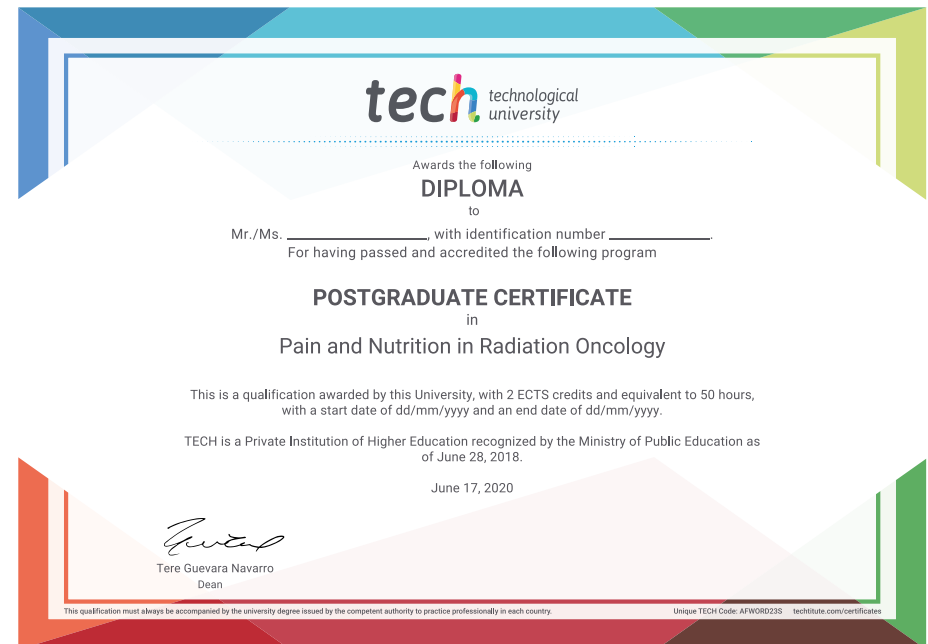 tech technological
university
Awards the following
DIPLOMA
to
Mr./Ms. ____________________, with identification number ______________.
For having passed and accredited the following program
POSTGRADUATE CERTIFICATE
in
Pain and Nutrition in Radiation Oncology
This is a qualification awarded by this University, with 2 ECTS credits and equivalent to 50 hours,
with a start date of dd/mm/yyyy and an end date of dd/mm/yyyy.
TECH is a Private Institution of Higher Education recognized by the Ministry of Public Education as
of June 28, 2018.
June 17, 2020
Tere Guevara Navarro
Dean
This qualification must always be accompanied by the university degree issued by the competent authority to practice professionally in each country. Unique TECH Code: AFWORD23S techtitute.com/certificates